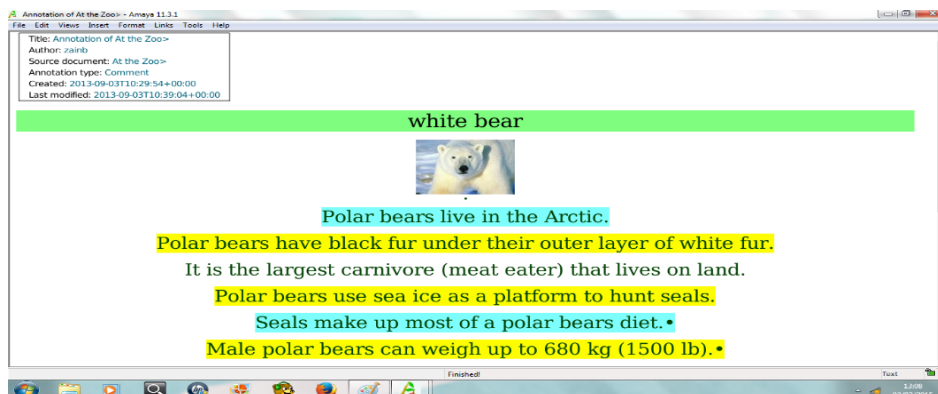 Annotation of At the Zoo> - Amaya 11.3.1
File Edit Views Insert Format Links Tools Help
Title: Annotation of At the Zoo>
Author: zainb
Source document: At the Zoo>
Annotation type: Comment
Created: 2013-09-03T10:29:54+00:00
Last modified: 2013-09-03T10:39:04+00:00
white bear
Polar bears live in the Arctic.
Polar bears have black fur under their outer layer of white fur.
It is the largest carnivore (meat eater) that lives on land.
Polar bears use sea ice as a platform to hunt seals.
Seals make up most of a polar bears diet.•
Male polar bears can weigh up to 680 kg (1500 lb).•
Finished!
Text